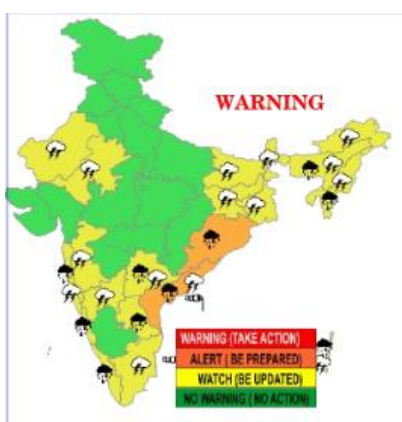 WARNING
WARNING (TAKE ACTION)
ALERT ( BE PREPARED)
WATCH (BE UPDATED)
NO WARNING ( NO ACTION)